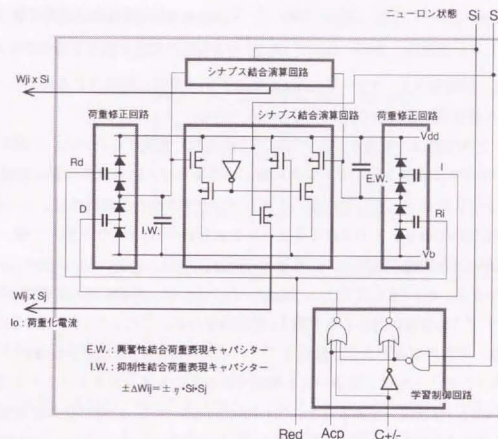 ニューロン状態 Si S
シナプス結合演算回路
Wji x Si
荷重修正回路
シナプス結合演算回路
荷重修正回路
Vdd
Rd
I
E.W.
D
I.W.
Ri
Vb
Wij x Sj
Io : 荷重化電流
E.W. : 興奮性結合荷重表現キャパシター
I.W. : 抑制性結合荷重表現キャパシター
±ΔWij=±η・Si・Sj
学習制御回路
Red Acp C+/-